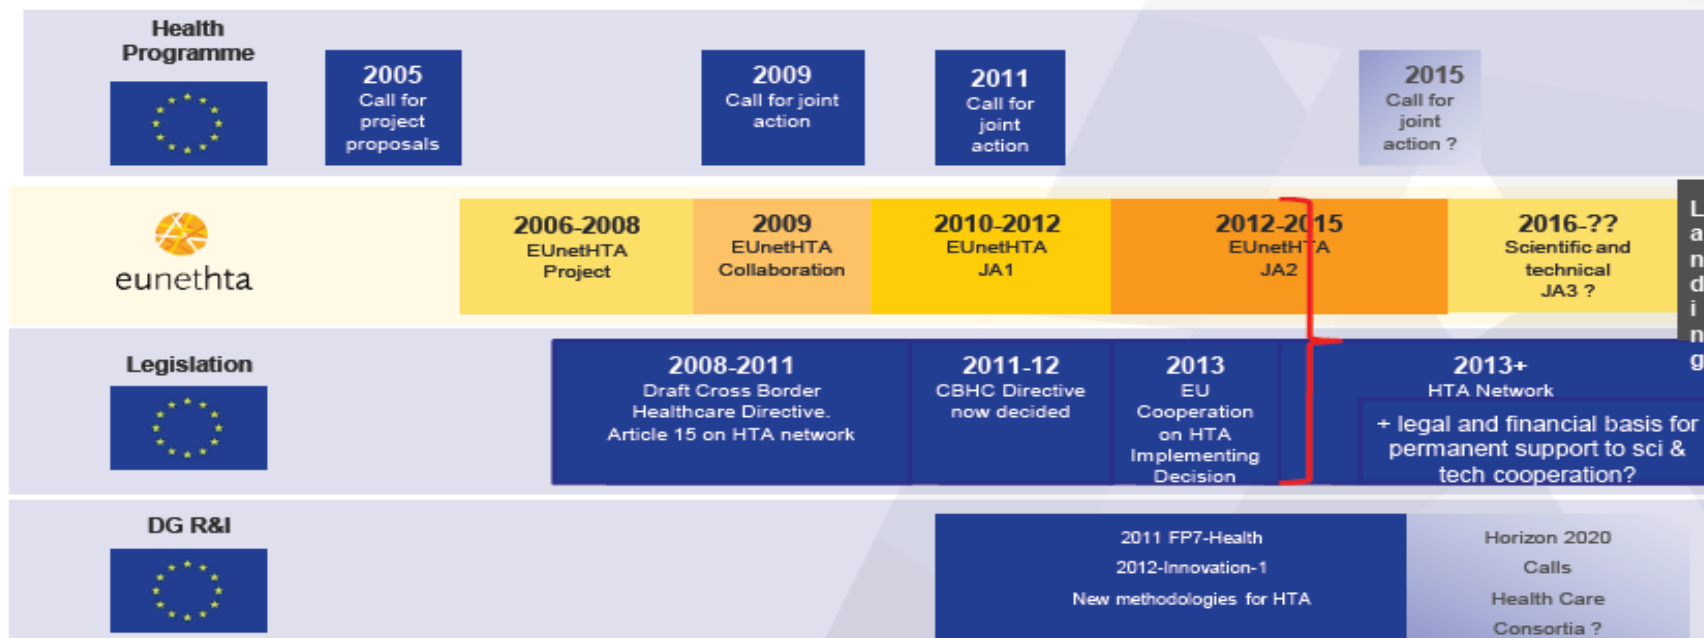 Health
Programme
2005
Call for
project
proposals
2009
Call for joint
action
2011
Call for
joint
action
2015
Call for
joint
action ?
eunethta
2006-2008
EUnetHTA
Project
2009
EUnetHTA
Collaboration
2010-2012
EUnetHTA
JA1
2012-2015
EUnetHTA
JA2
2016-??
Scientific and
technical
JA3 ?
L
a
n
d
i
n
g
Legislation
2008-2011
Draft Cross Border
Healthcare Directive.
Article 15 on HTA network
2011-12
CBHC Directive
now decided
2013
EU
Cooperation
on HTA
Implementing
Decision
2013+
HTA Network
+ legal and financial basis for
permanent support to sci &
tech cooperation?
DG R&I
2011 FP7-Health
2012-Innovation-1
New methodologies for HTA
Horizon 2020
Calls
Health Care
Consortia ?